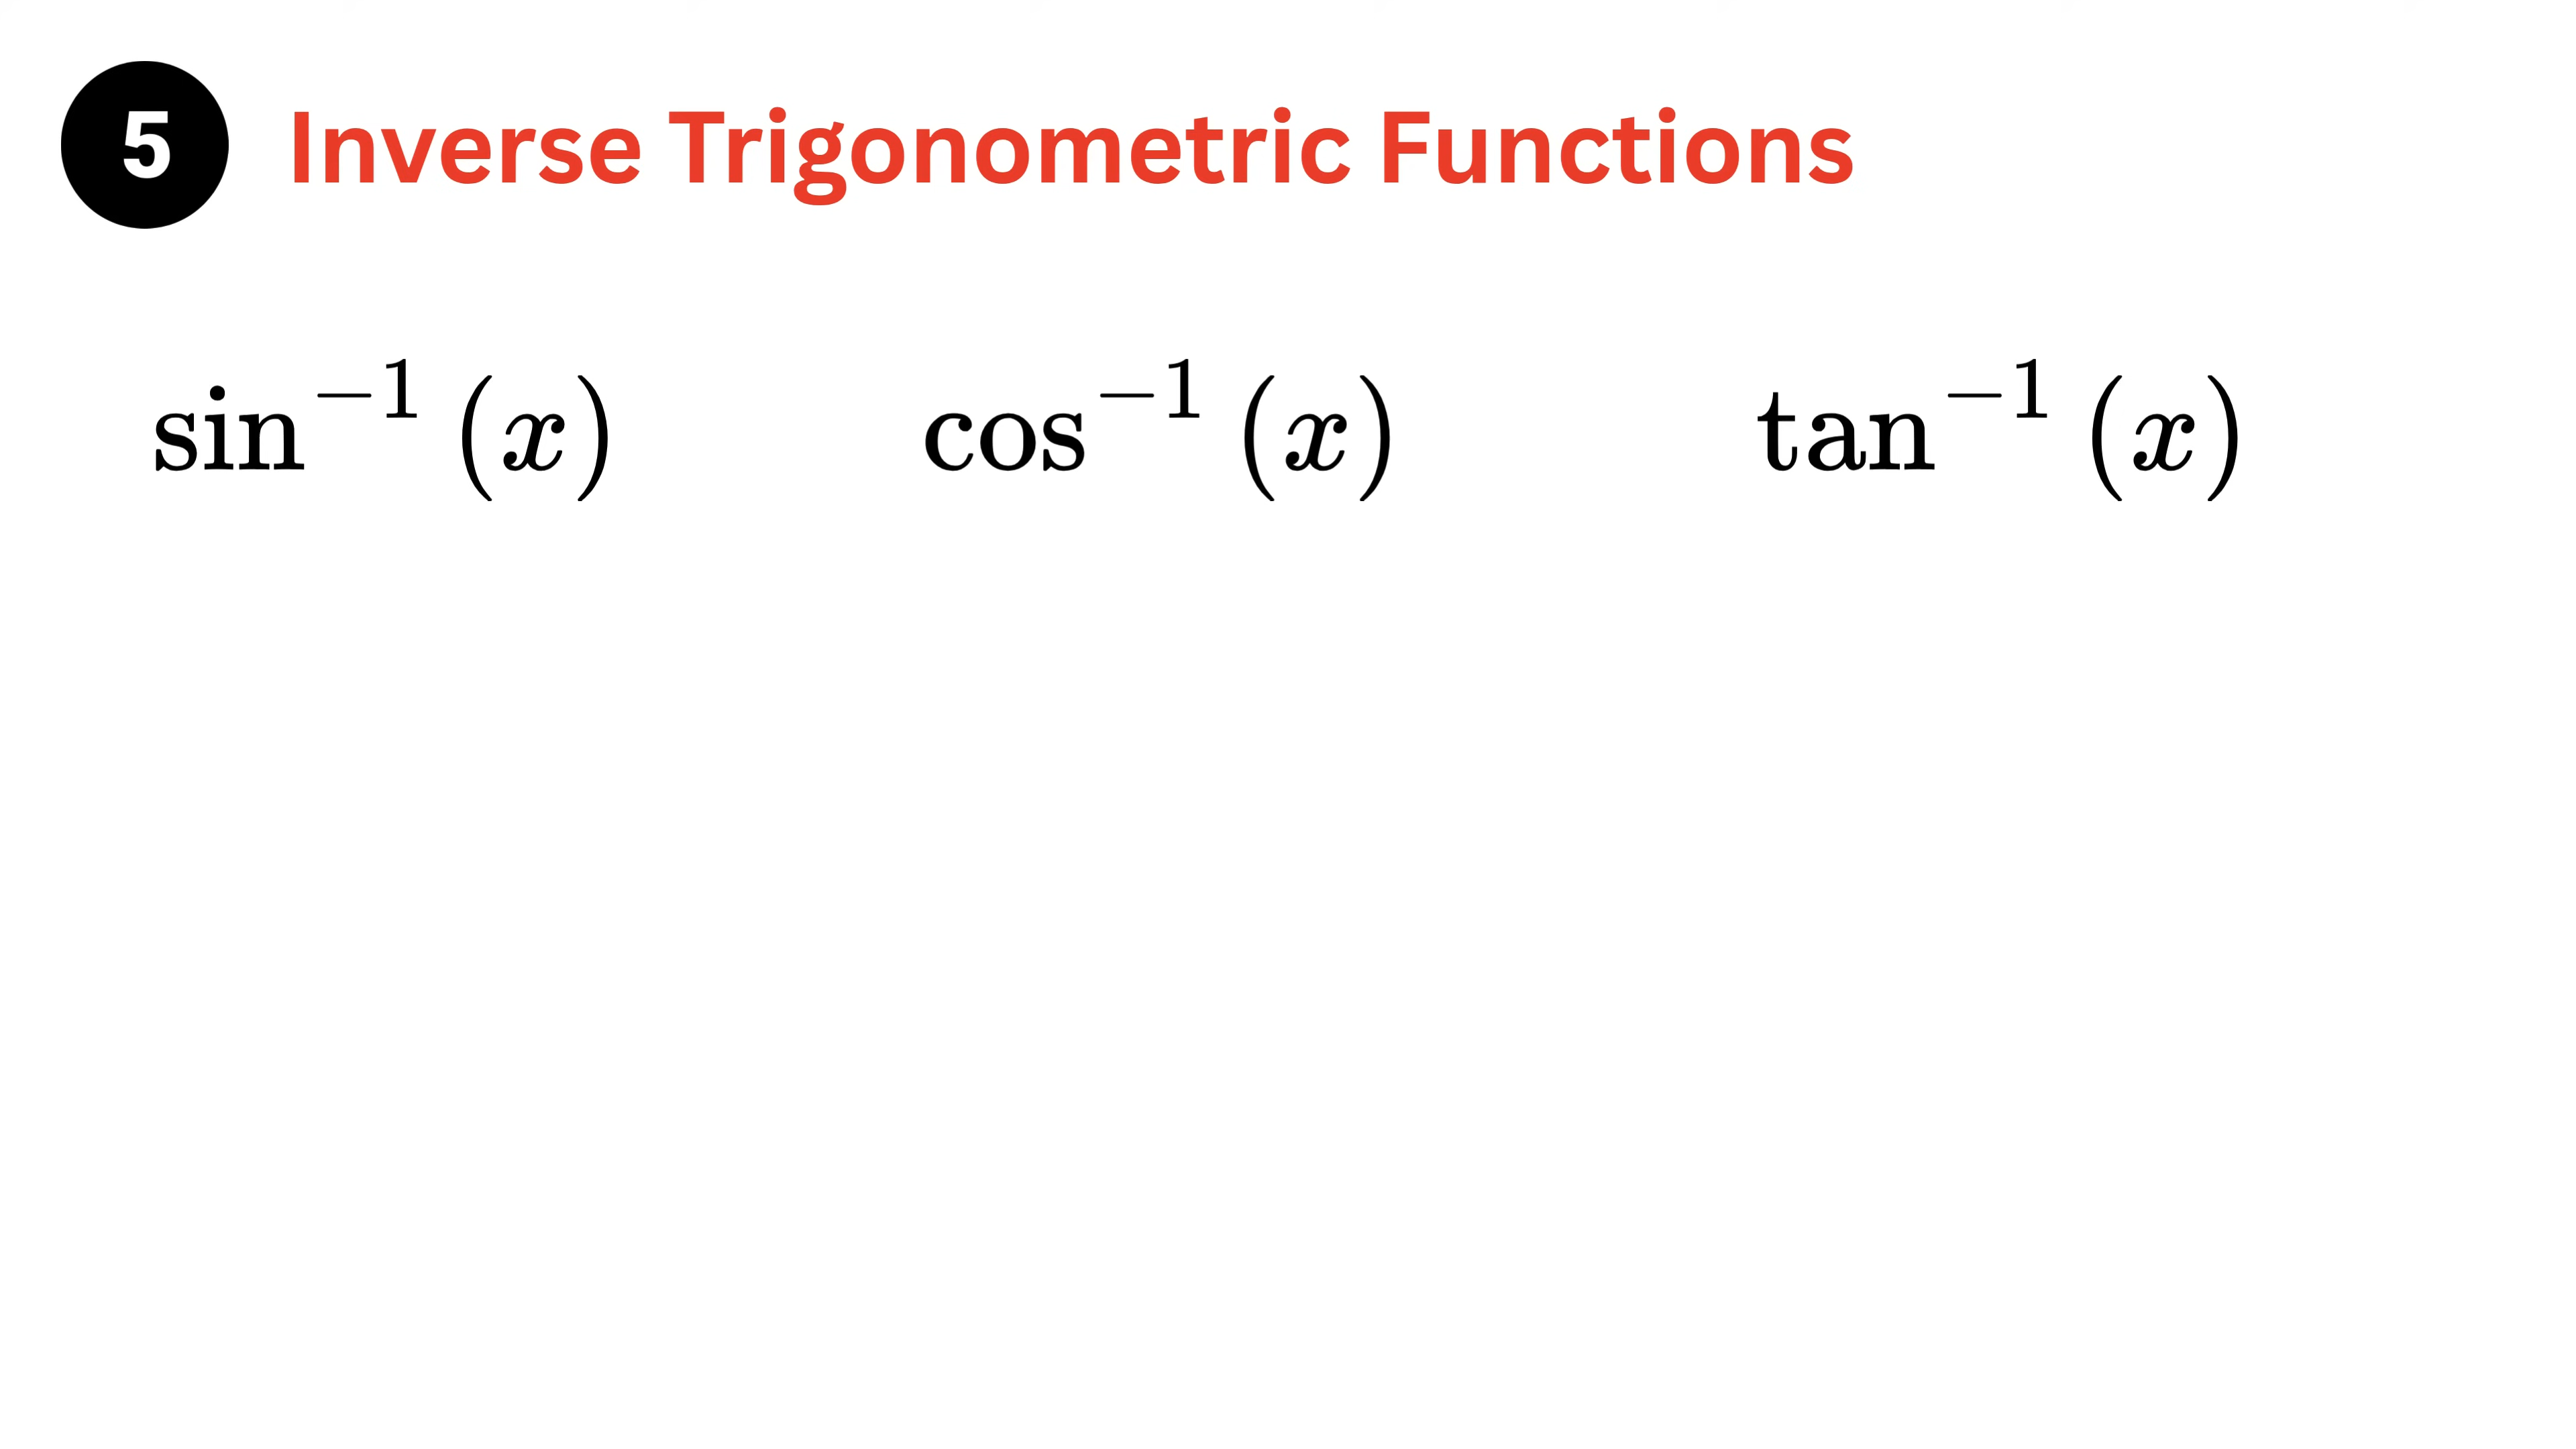 5 Inverse Trigonometric Functions
sin⁻¹ (x) cos⁻¹ (x) tan⁻¹ (x)